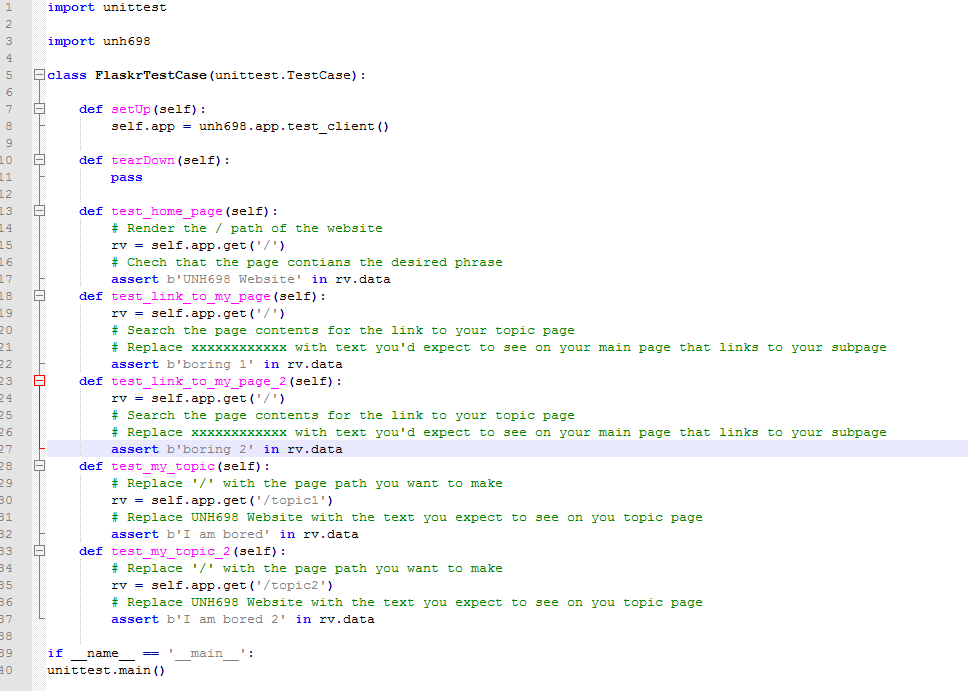 1 import unittest
2
3 import unh698
4
5 class FlaskrTestCase(unittest.TestCase):
6
7     def setUp(self):
8         self.app = unh698.app.test_client()
9
10     def tearDown(self):
11         pass
12
13     def test_home_page(self):
14         # Render the / path of the website
15         rv = self.app.get('/')
16         # Chech that the page contians the desired phrase
17         assert b'UNH698 Website' in rv.data
18     def test_link_to_my_page(self):
19         rv = self.app.get('/')
20         # Search the page contents for the link to your topic page
21         # Replace xxxxxxxxxxxx with text you'd expect to see on your main page that links to your subpage
22         assert b'boring 1' in rv.data
23     def test_link_to_my_page_2(self):
24         rv = self.app.get('/')
25         # Search the page contents for the link to your topic page
26         # Replace xxxxxxxxxxxx with text you'd expect to see on your main page that links to your subpage
27         assert b'boring 2' in rv.data
28     def test_my_topic(self):
29         # Replace '/' with the page path you want to make
30         rv = self.app.get('/topic1')
31         # Replace UNH698 Website with the text you expect to see on you topic page
32         assert b'I am bored' in rv.data
33     def test_my_topic_2(self):
34         # Replace '/' with the page path you want to make
35         rv = self.app.get('/topic2')
36         # Replace UNH698 Website with the text you expect to see on you topic page
37         assert b'I am bored 2' in rv.data
38
39 if __name__ == '__main__':
40 unittest.main()